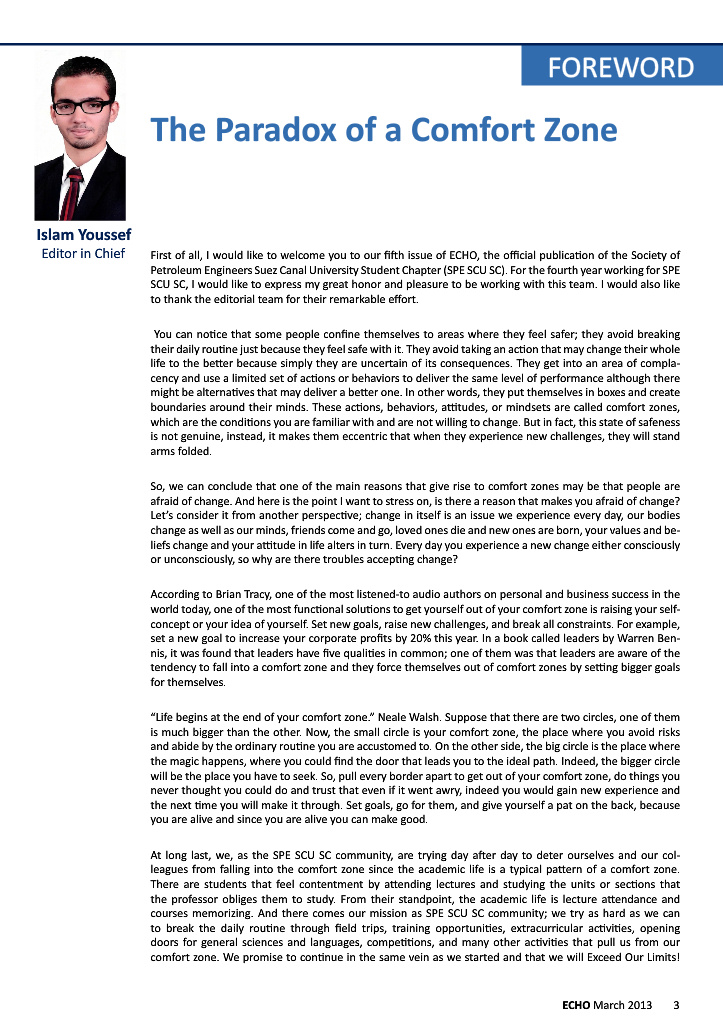 FOREWORD
The Paradox of a Comfort Zone
Islam Youssef
Editor in Chief
First of all, I would like to welcome you to our fifth issue of ECHO, the official publication of the Society of
Petroleum Engineers Suez Canal University Student Chapter (SPE SCU SC). For the fourth year working for SPE
SCU SC, I would like to express my great honor and pleasure to be working with this team. I would also like
to thank the editorial team for their remarkable effort.
You can notice that some people confine themselves to areas where they feel safer; they avoid breaking
their daily routine just because they feel safe with it. They avoid taking an action that may change their whole
life to the better because simply they are uncertain of its consequences. They get into an area of compla-
cency and use a limited set of actions or behaviors to deliver the same level of performance although there
might be alternatives that may deliver a better one. In other words, they put themselves in boxes and create
boundaries around their minds. These actions, behaviors, attitudes, or mindsets are called comfort zones,
which are the conditions you are familiar with and are not willing to change. But in fact, this state of safeness
is not genuine, instead, it makes them eccentric that when they experience new challenges, they will stand
arms folded.
So, we can conclude that one of the main reasons that give rise to comfort zones may be that people are
afraid of change. And here is the point I want to stress on, is there a reason that makes you afraid of change?
Let's consider it from another perspective; change in itself is an issue we experience every day, our bodies
change as well as our minds, friends come and go, loved ones die and new ones are born, your values and be-
liefs change and your attitude in life alters in turn. Every day you experience a new change either consciously
or unconsciously, so why are there troubles accepting change?
According to Brian Tracy, one of the most listened-to audio authors on personal and business success in the
world today, one of the most functional solutions to get yourself out of your comfort zone is raising your self-
concept or your idea of yourself. Set new goals, raise new challenges, and break all constraints. For example,
set a new goal to increase your corporate profits by 20% this year. In a book called leaders by Warren Ben-
nis, it was found that leaders have five qualities in common; one of them was that leaders are aware of the
tendency to fall into a comfort zone and they force themselves out of comfort zones by setting bigger goals
for themselves.
“Life begins at the end of your comfort zone.” Neale Walsh. Suppose that there are two circles, one of them
is much bigger than the other. Now, the small circle is your comfort zone, the place where you avoid risks
and abide by the ordinary routine you are accustomed to. On the other side, the big circle is the place where
the magic happens, where you could find the door that leads you to the ideal path. Indeed, the bigger circle
will be the place you have to seek. So, pull every border apart to get out of your comfort zone, do things you
never thought you could do and trust that even if it went awry, indeed you would gain new experience and
the next time you will make it through. Set goals, go for them, and give yourself a pat on the back, because
you are alive and since you are alive you can make good.
At long last, we, as the SPE SCU SC community, are trying day after day to deter ourselves and our col-
leagues from falling into the comfort zone since the academic life is a typical pattern of a comfort zone.
There are students that feel contentment by attending lectures and studying the units or sections that
the professor obliges them to study. From their standpoint, the academic life is lecture attendance and
courses memorizing. And there comes our mission as SPE SCU SC community; we try as hard as we can
to break the daily routine through field trips, training opportunities, extracurricular activities, opening
doors for general sciences and languages, competitions, and many other activities that pull us from our
comfort zone. We promise to continue in the same vein as we started and that we will Exceed Our Limits!
ECHO March 2013 3